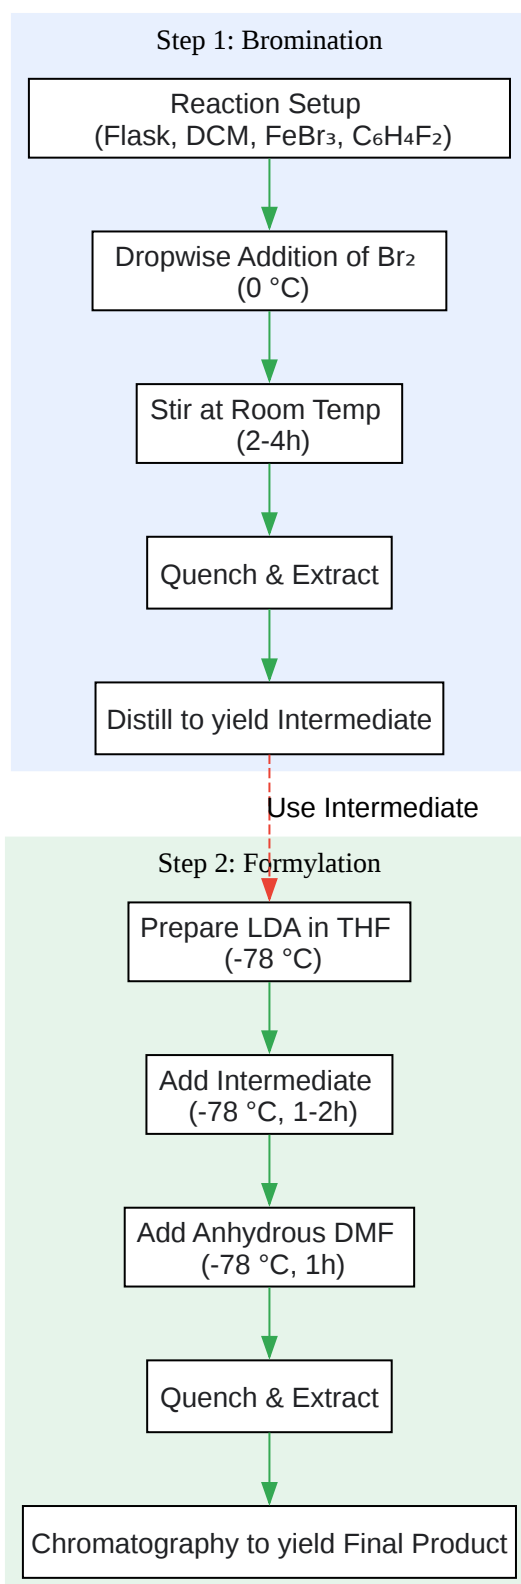 Step 1: Bromination
Reaction Setup
(Flask, DCM, FeBr₃, C₆H₄F₂)
Dropwise Addition of Br₂
(0 °C)
Stir at Room Temp
(2-4h)
Quench & Extract
Distill to yield Intermediate
Use Intermediate
Step 2: Formylation
Prepare LDA in THF
(-78 °C)
Add Intermediate
(-78 °C, 1-2h)
Add Anhydrous DMF
(-78 °C, 1h)
Quench & Extract
Chromatography to yield Final Product